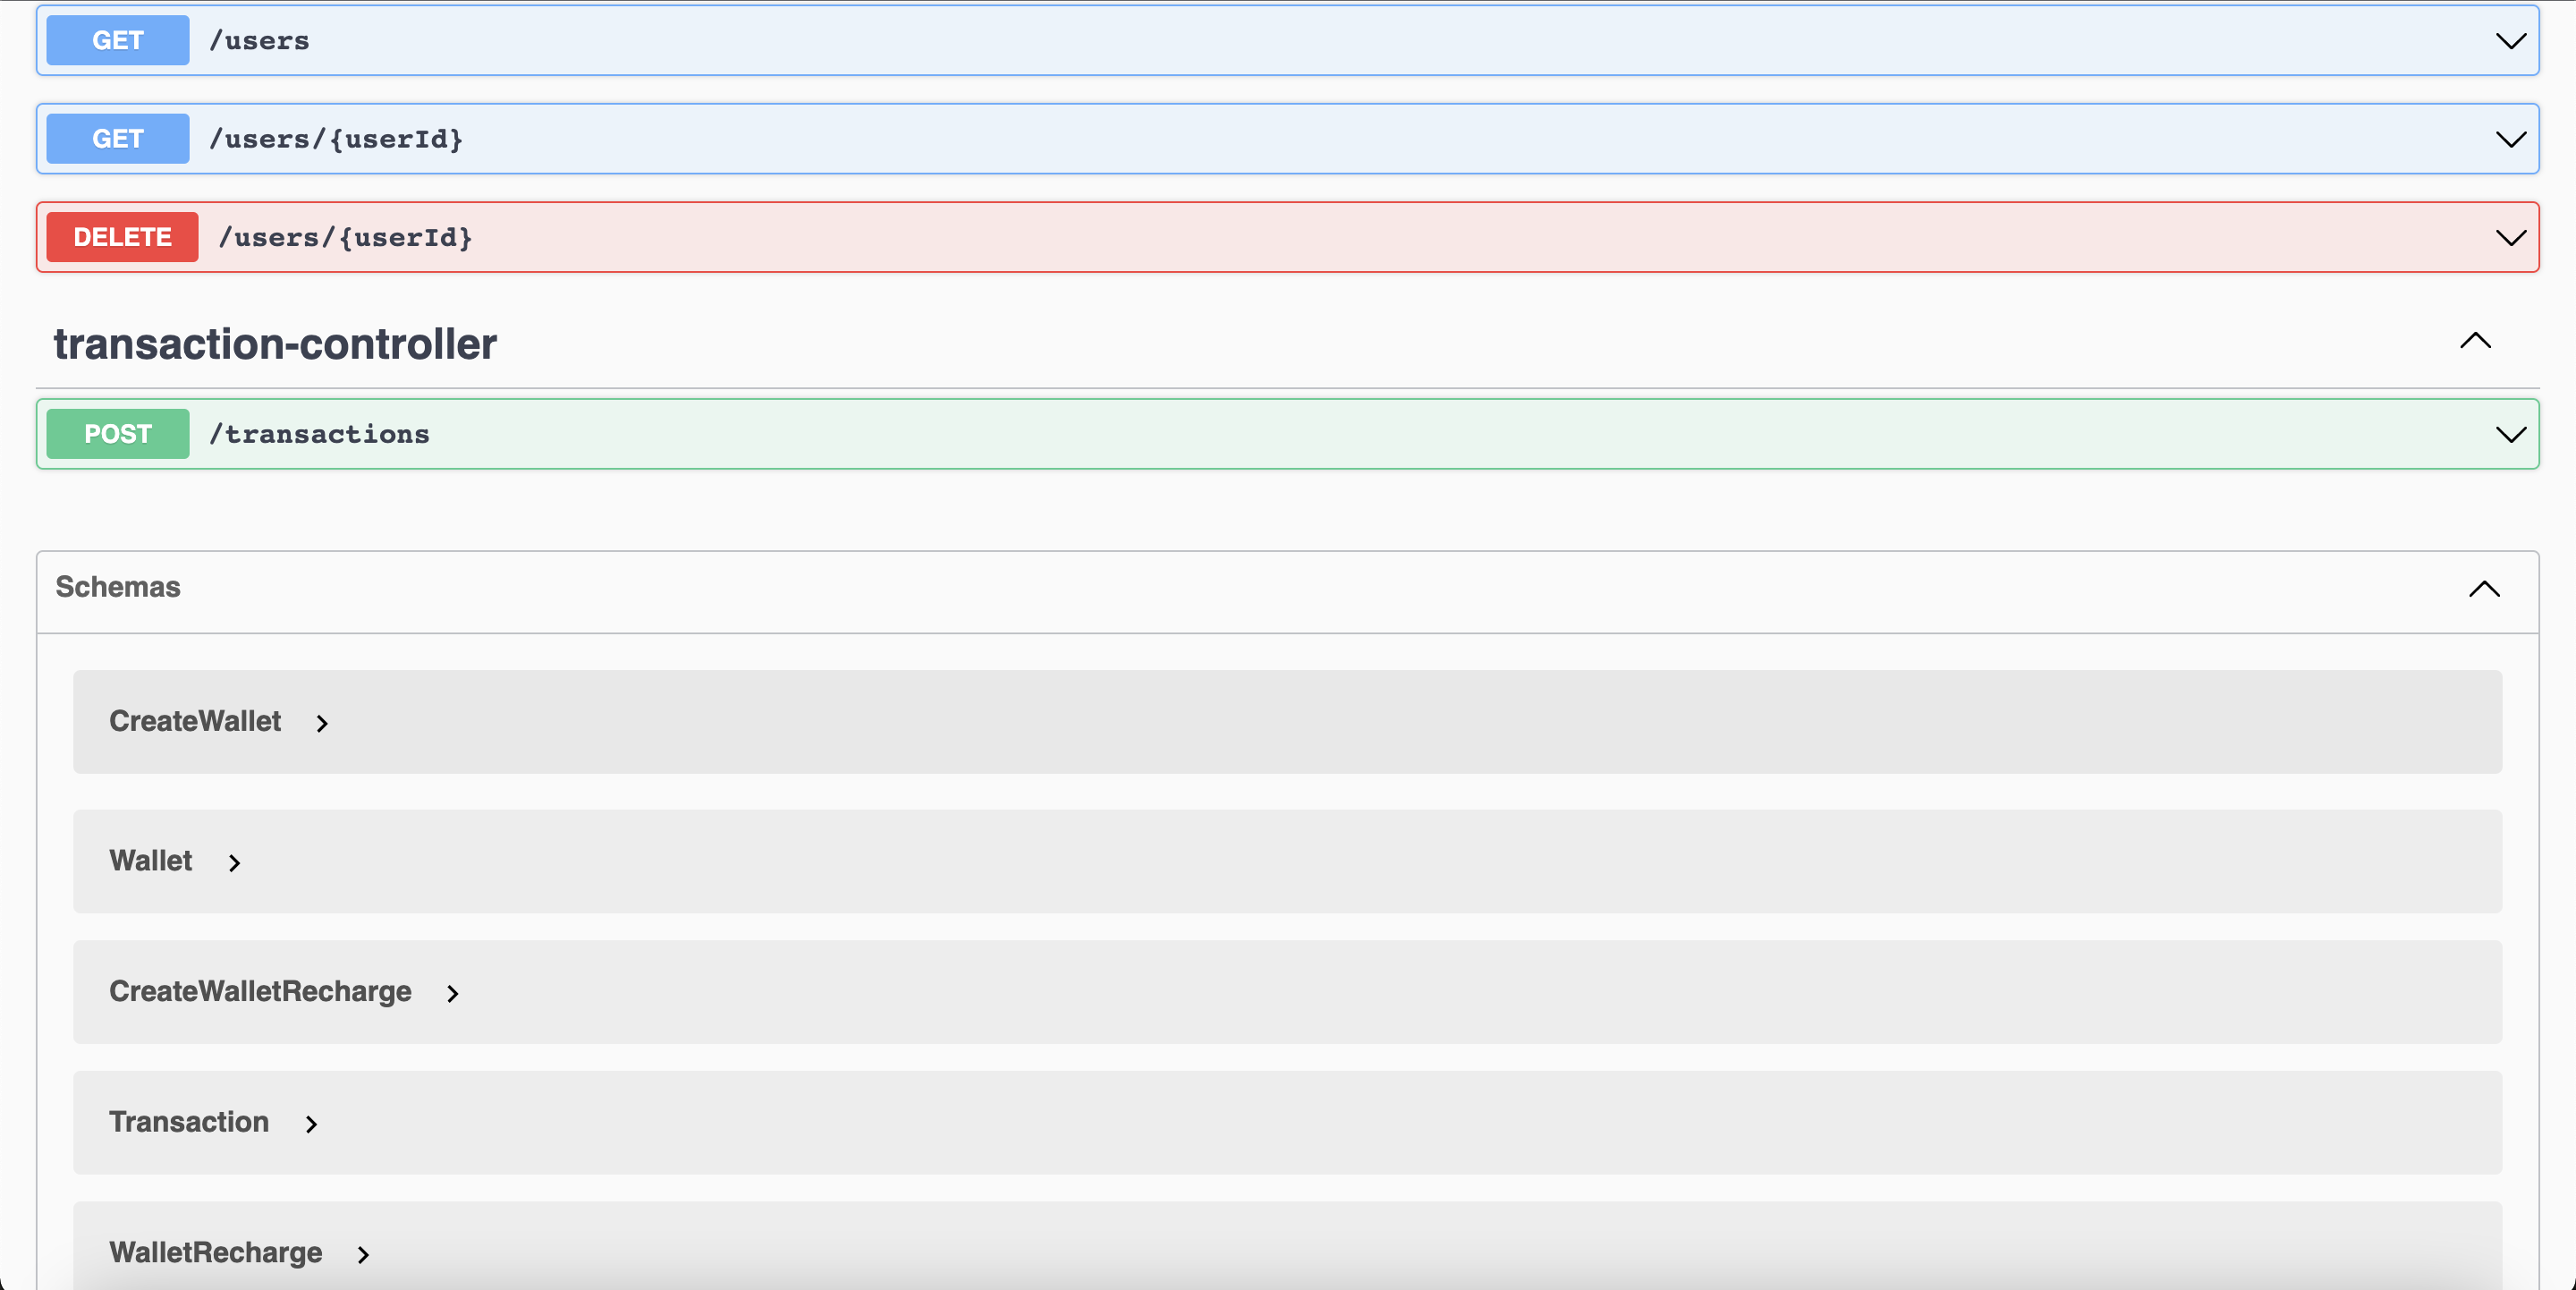 GET /users
GET /users/{userId}
DELETE /users/{userId}
transaction-controller
POST /transactions
Schemas
CreateWallet
Wallet
CreateWalletRecharge
Transaction
WalletRecharge